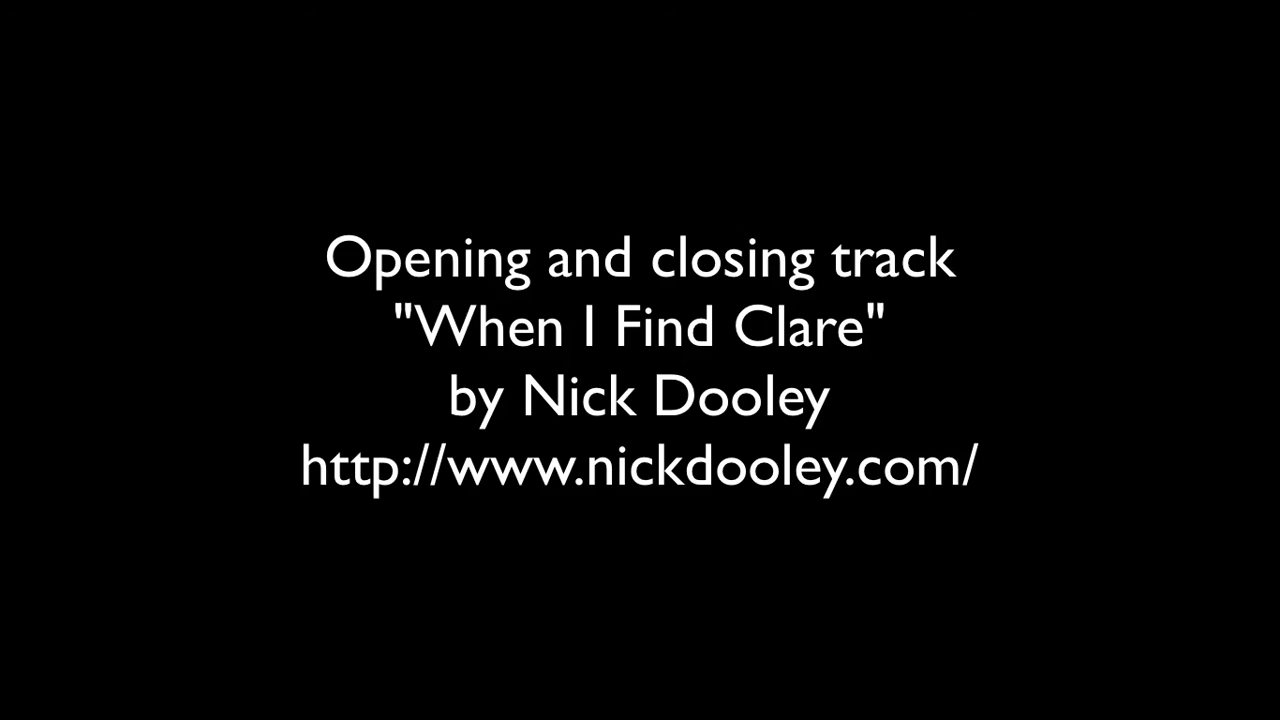 Opening and closing track
"When I Find Clare"
by Nick Dooley
http://www.nickdooley.com/